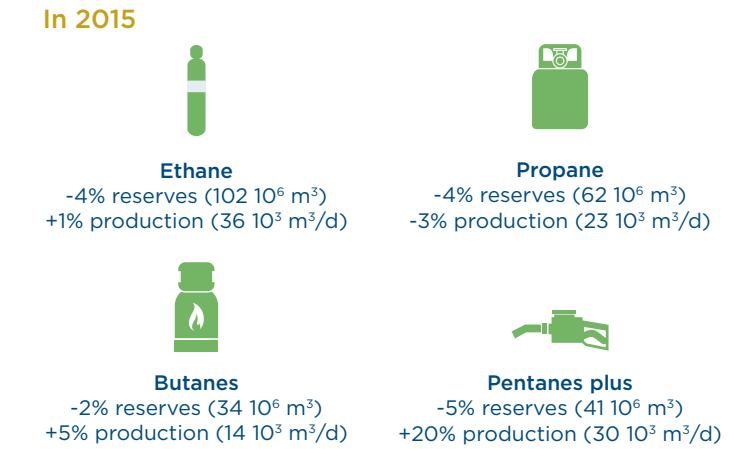 In 2015
Ethane
-4% reserves (102 10⁶ m³)
+1% production (36 10³ m³/d)
Propane
-4% reserves (62 10⁶ m³)
-3% production (23 10³ m³/d)
Butanes
-2% reserves (34 10⁶ m³)
+5% production (14 10³ m³/d)
Pentanes plus
-5% reserves (41 10⁶ m³)
+20% production (30 10³ m³/d)